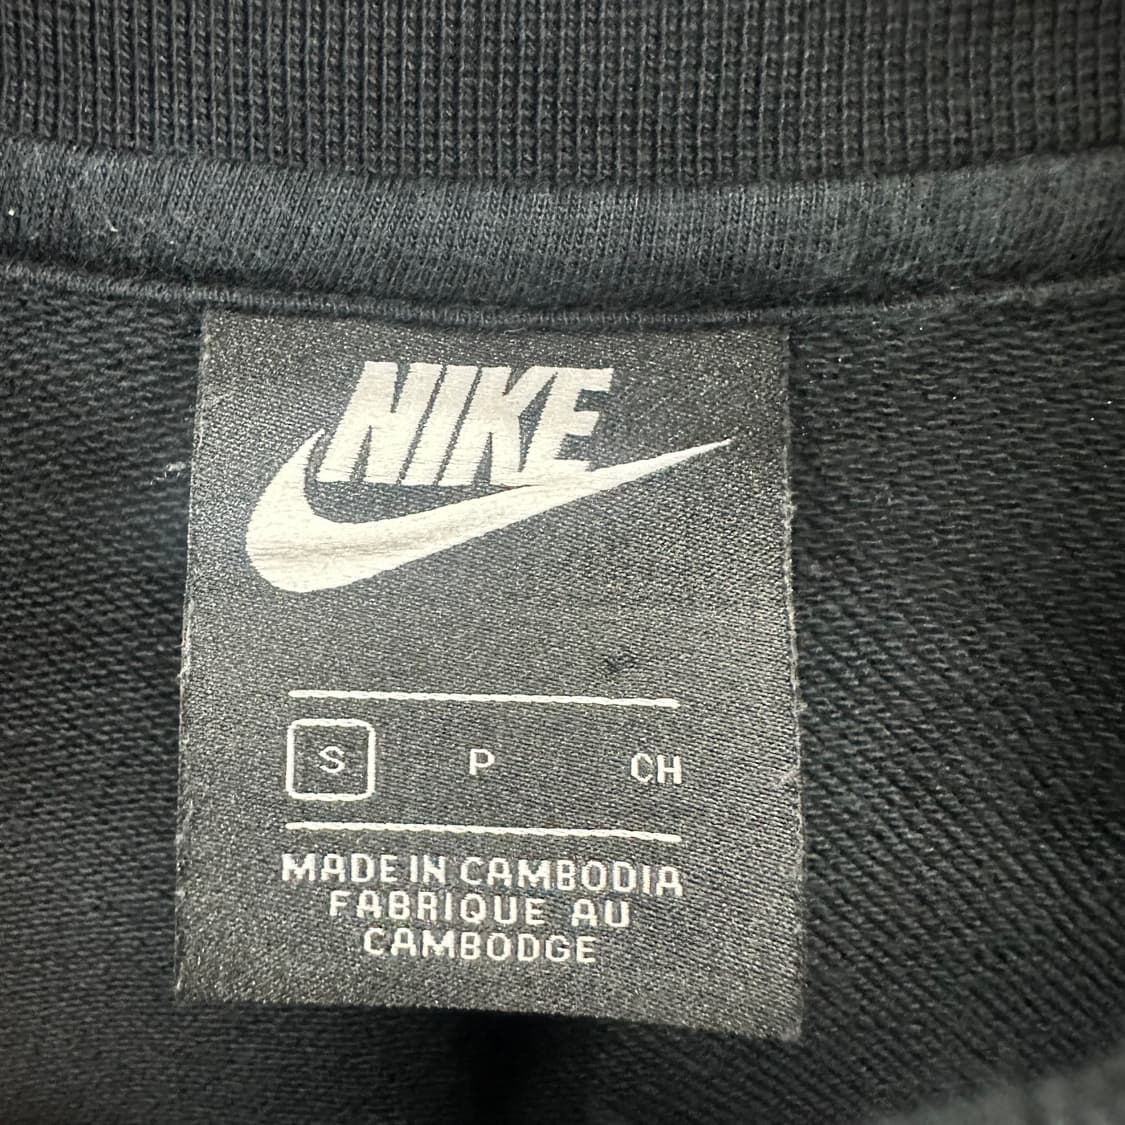 NIKE
S P CH
MADE IN CAMBODIA
FABRIQUE AU
CAMBODGE